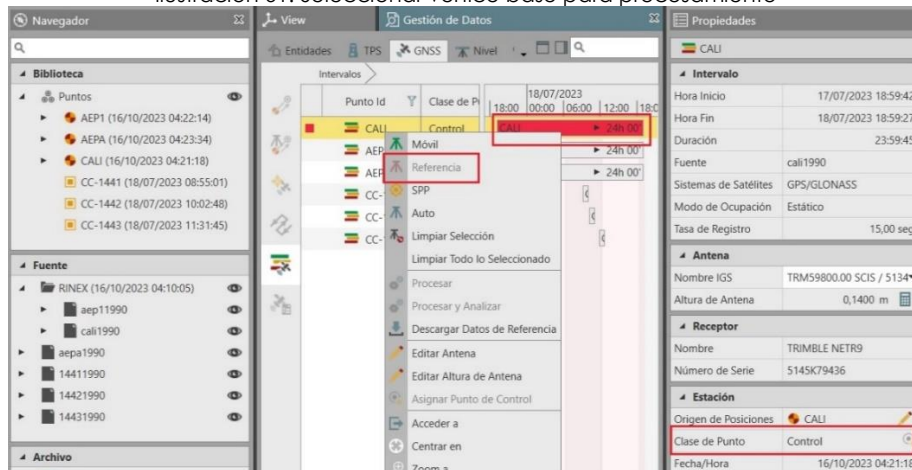 Navegador
Biblioteca
Puntos
AEP1 (16/10/2023 04:22:14)
AEPA (16/10/2023 04:23:34)
CALI (16/10/2023 04:21:18)
CC-1441 (18/07/2023 08:55:01)
CC-1442 (18/07/2023 10:02:48)
CC-1443 (18/07/2023 11:31:45)
Fuente
RINEX (16/10/2023 04:10:05)
aep11990
cali1990
aepa1990
14411990
14421990
14431990
Archivo
View Gestión de Datos
Entidades TPS GNSS Nivel
Intervalos
Punto Id Clase de P
18/07/2023
18:00 00:00 06:00 12:00 18:0
CALI Control CALI 24h 00'
AEP 24h 00'
AEP 24h 00'
CC-
CC-
CC-
Móvil
Referencia
SPP
Auto
Limpiar Selección
Limpiar Todo lo Seleccionado
Procesar
Procesar y Analizar
Descargar Datos de Referencia
Editar Antena
Editar Altura de Antena
Asignar Punto de Control
Acceder a
Centrar en
Zoom a
Propiedades
CALI
Intervalo
Hora Inicio 17/07/2023 18:59:42
Hora Fin 18/07/2023 18:59:27
Duración 23:59:45
Fuente cali1990
Sistemas de Satélites GPS/GLONASS
Modo de Ocupación Estático
Tasa de Registro 15,00 seg
Antena
Nombre IGS TRM59800.00 SCIS / 5134
Altura de Antena 0,1400 m
Receptor
Nombre TRIMBLE NETR9
Número de Serie 5145K79436
Estación
Origen de Posiciones CALI
Clase de Punto Control
Fecha/Hora 16/10/2023 04:21:18